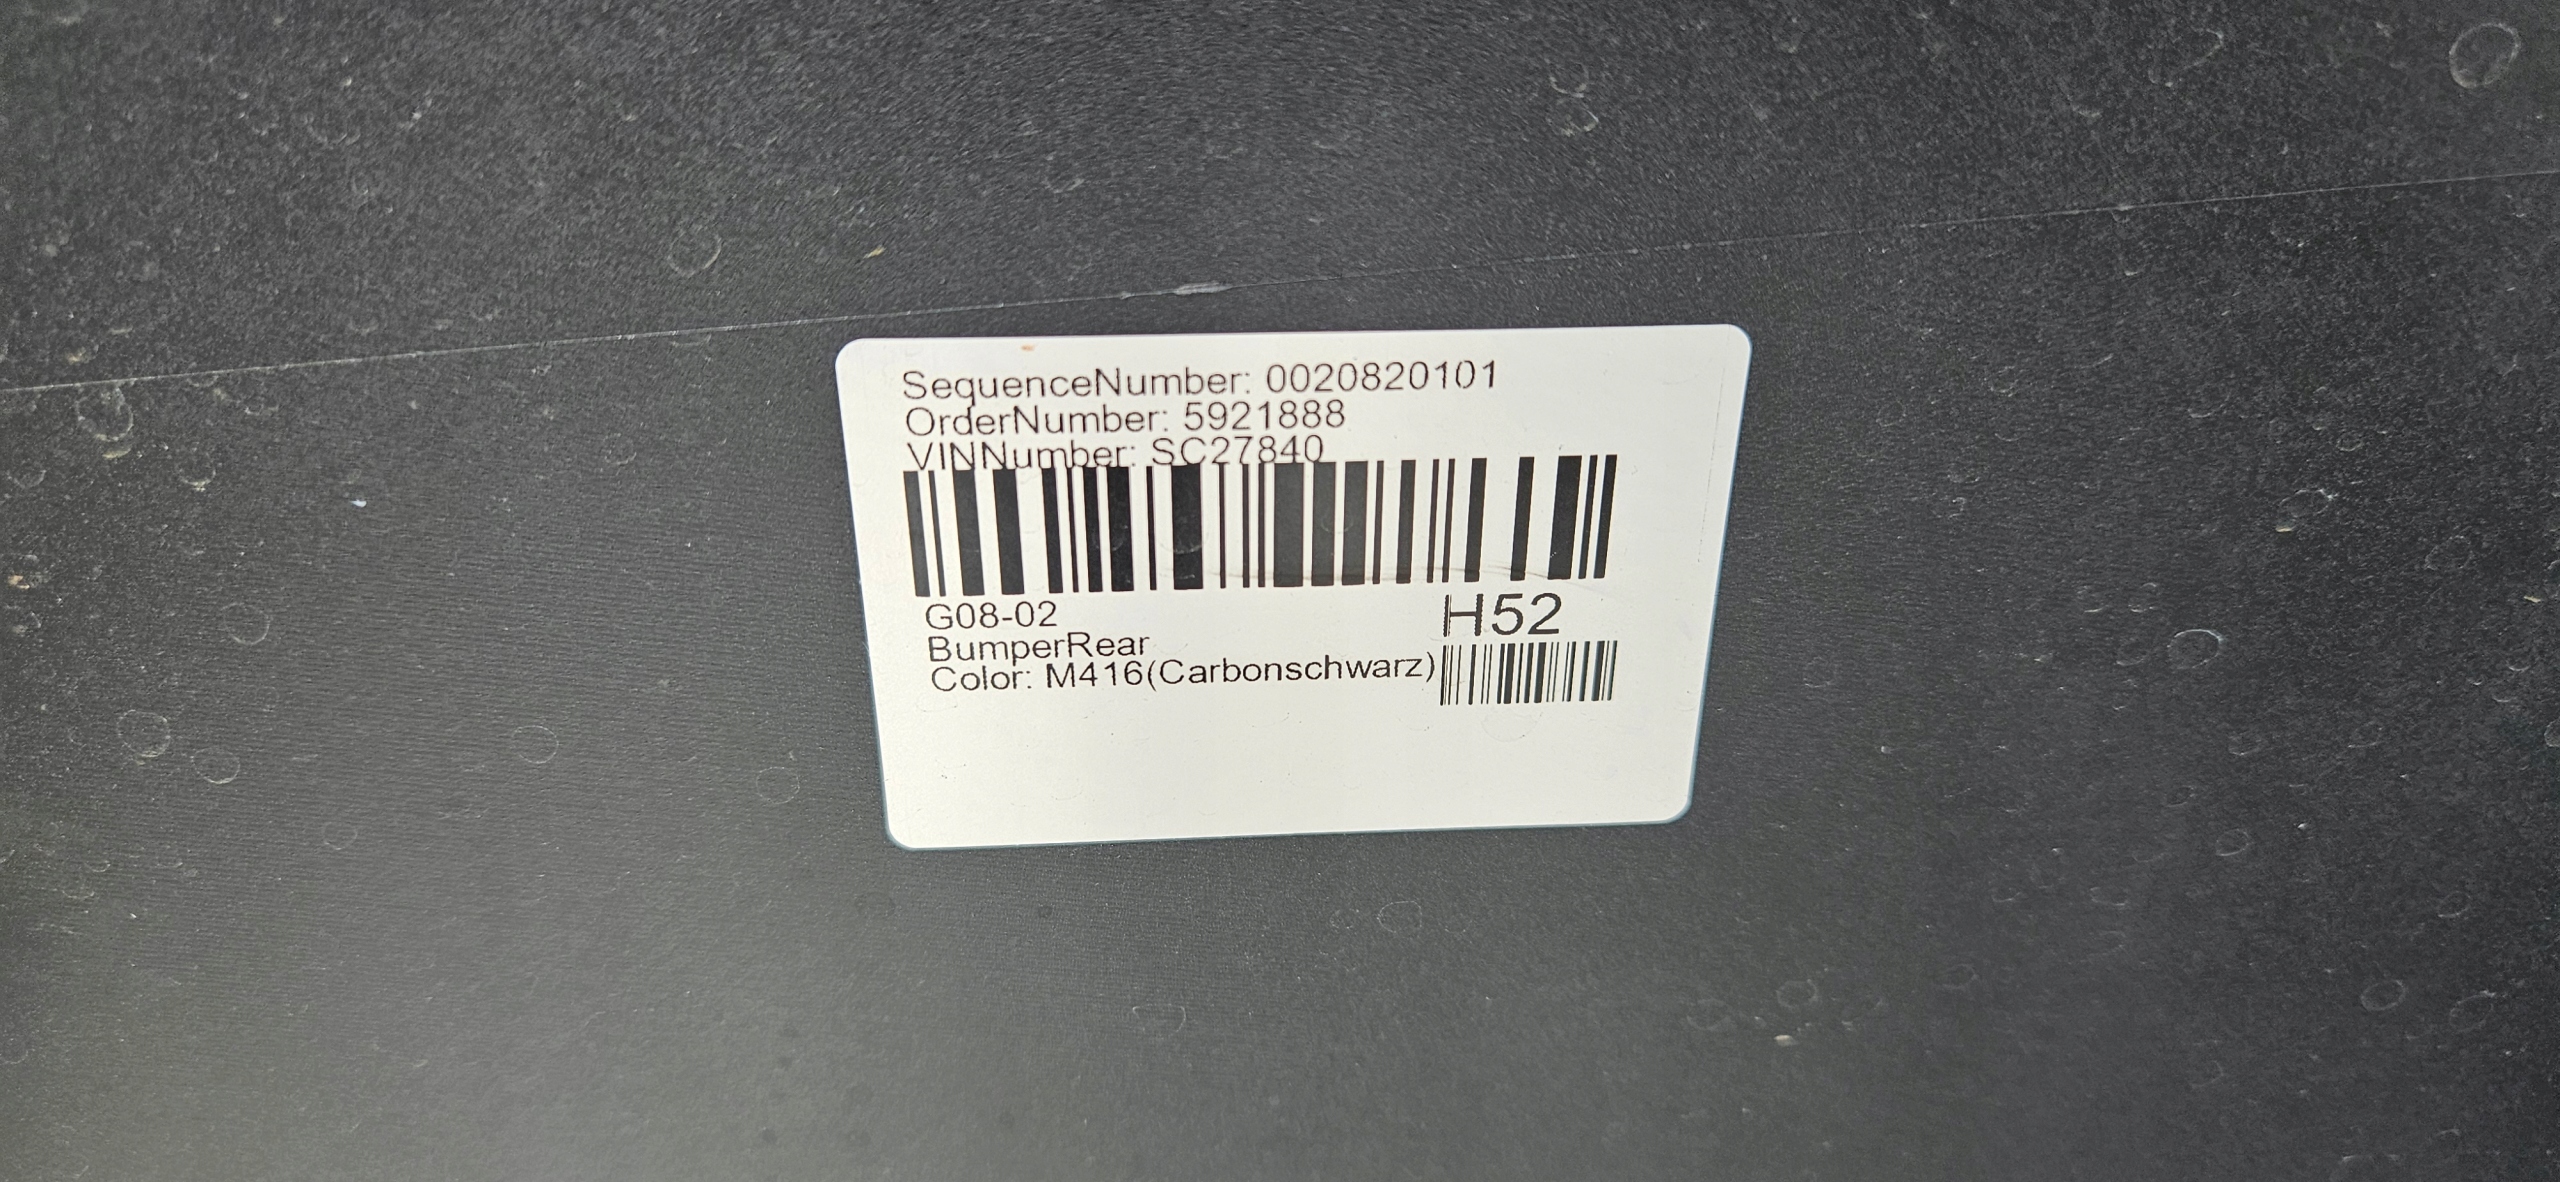 SequenceNumber: 0020820101
OrderNumber: 5921888
VINNumber: SC27840
G08-02
H52
BumperRear
Color: M416(Carbonschwarz)